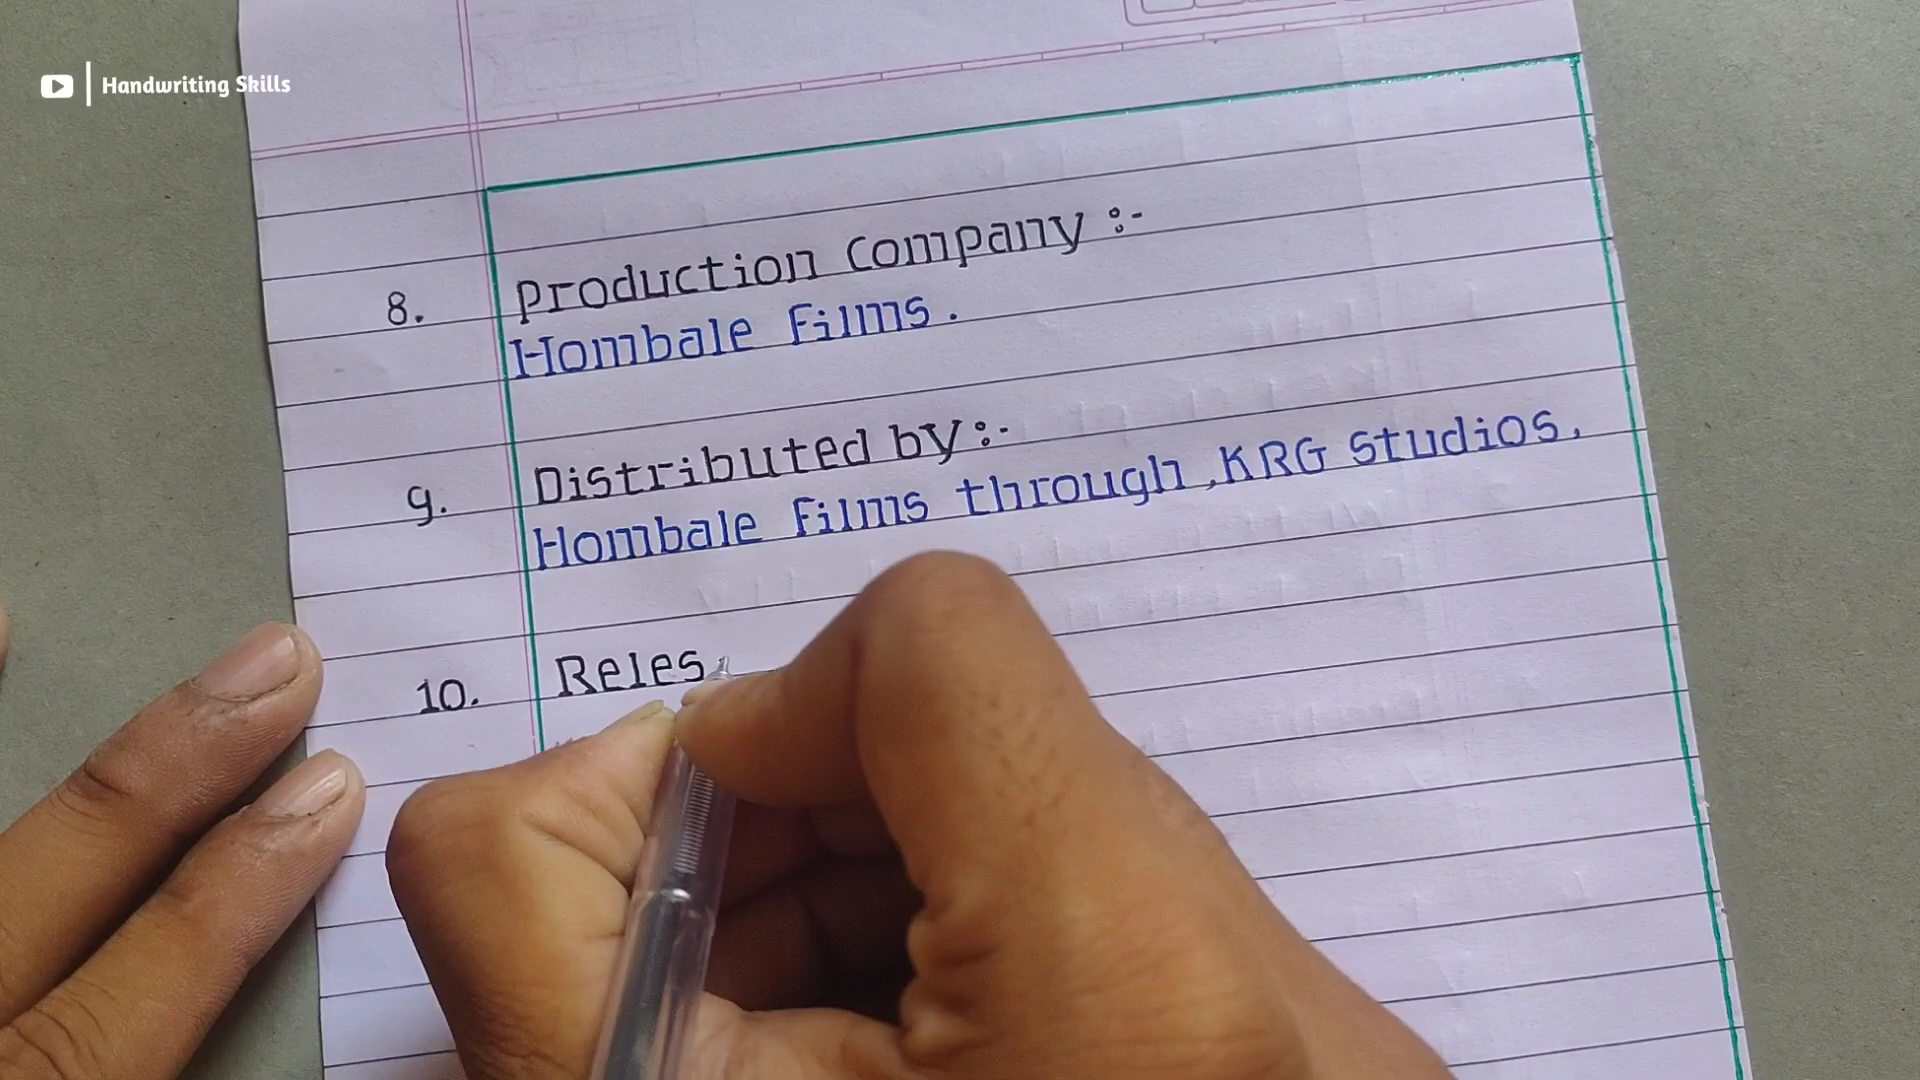 Handwriting Skills
8. Production Company :-
Hombale Films.
9. Distributed by :-
Hombale Films through, KRG Studios,
10. Reles